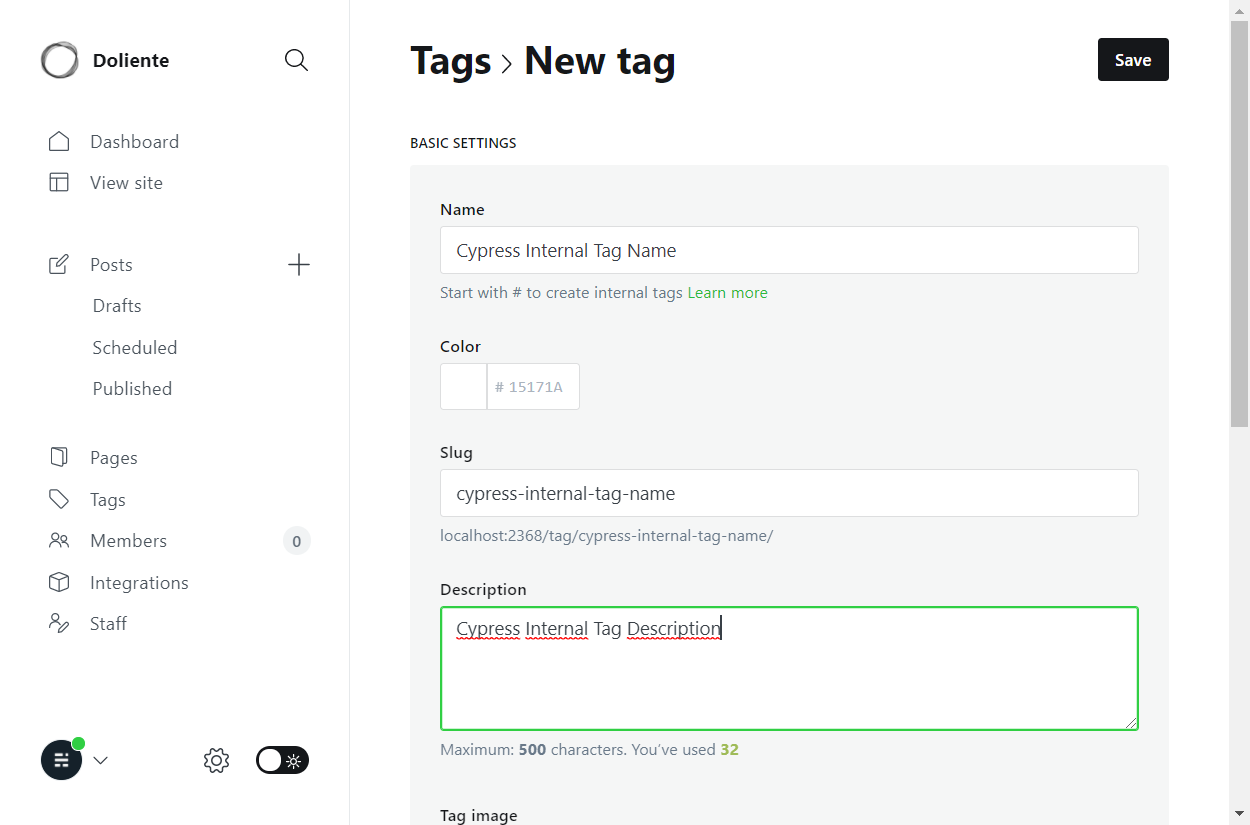 Doliente
Dashboard
View site
Posts
Drafts
Scheduled
Published
Pages
Tags
Members
0
Integrations
Staff
Tags › New tag
Save
BASIC SETTINGS
Name
Cypress Internal Tag Name
Start with # to create internal tags Learn more
Color
# 15171A
Slug
cypress-internal-tag-name
localhost:2368/tag/cypress-internal-tag-name/
Description
Cypress Internal Tag Description
Maximum: 500 characters. You’ve used 32
Tag image